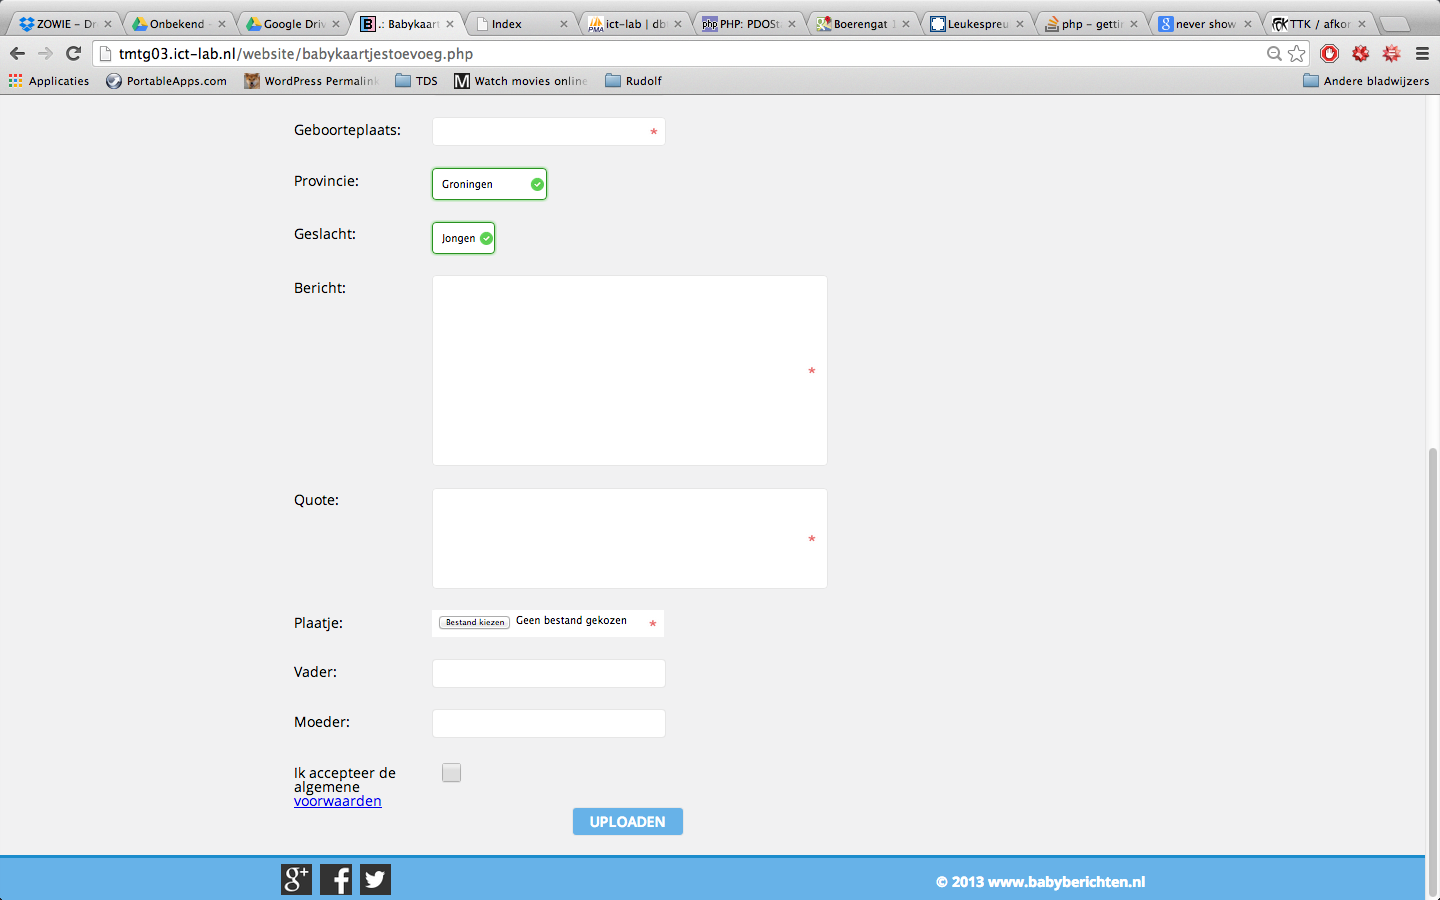 ZOWIE – Dr
Onbekend
Google Driv
.: Babykaart
Index
ict-lab | db
PHP: PDOSt
Boerengat 1
Leukespreu
php – gettin
never show
TTK / afkor
tmtg03.ict-lab.nl/website/babykaartjestoevoeg.php
Applicaties
PortableApps.com
WordPress Permalink
TDS
Watch movies online
Rudolf
Andere bladwijzers
Geboorteplaats:
*
Provincie:
Groningen
Geslacht:
Jongen
Bericht:
*
Quote:
*
Plaatje:
Bestand kiezen Geen bestand gekozen *
Vader:
Moeder:
Ik accepteer de
algemene
voorwaarden
UPLOADEN
© 2013 www.babyberichten.nl